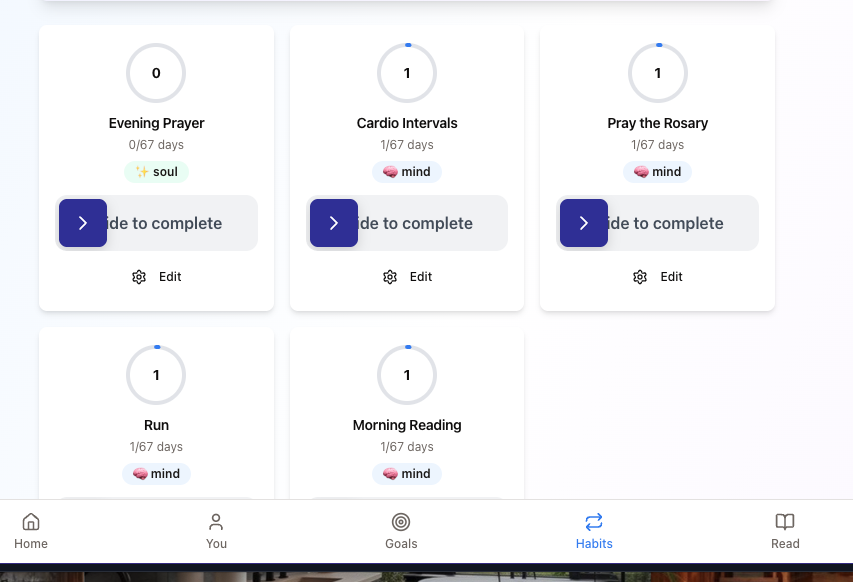 0
Evening Prayer
0/67 days
✨ soul
ide to complete
Edit
1
Cardio Intervals
1/67 days
🧠 mind
ide to complete
Edit
1
Pray the Rosary
1/67 days
🧠 mind
ide to complete
Edit
1
Run
1/67 days
🧠 mind
1
Morning Reading
1/67 days
🧠 mind
Home
You
Goals
Habits
Read